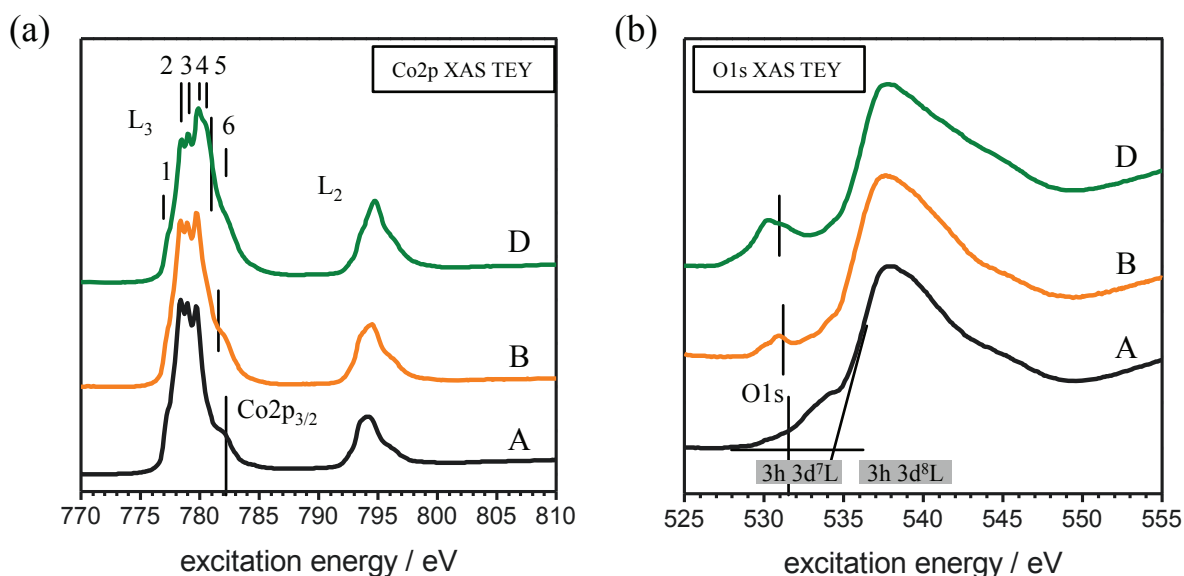 (a)
Co2p XAS TEY
2 3 4 5
L₃
6
1
L₂
D
B
Co2p₃/₂
A
770 775 780 785 790 795 800 805 810
excitation energy / eV
(b)
O1s XAS TEY
D
B
A
O1s
3h 3d⁷L 3h 3d⁸L
525 530 535 540 545 550 555
excitation energy / eV